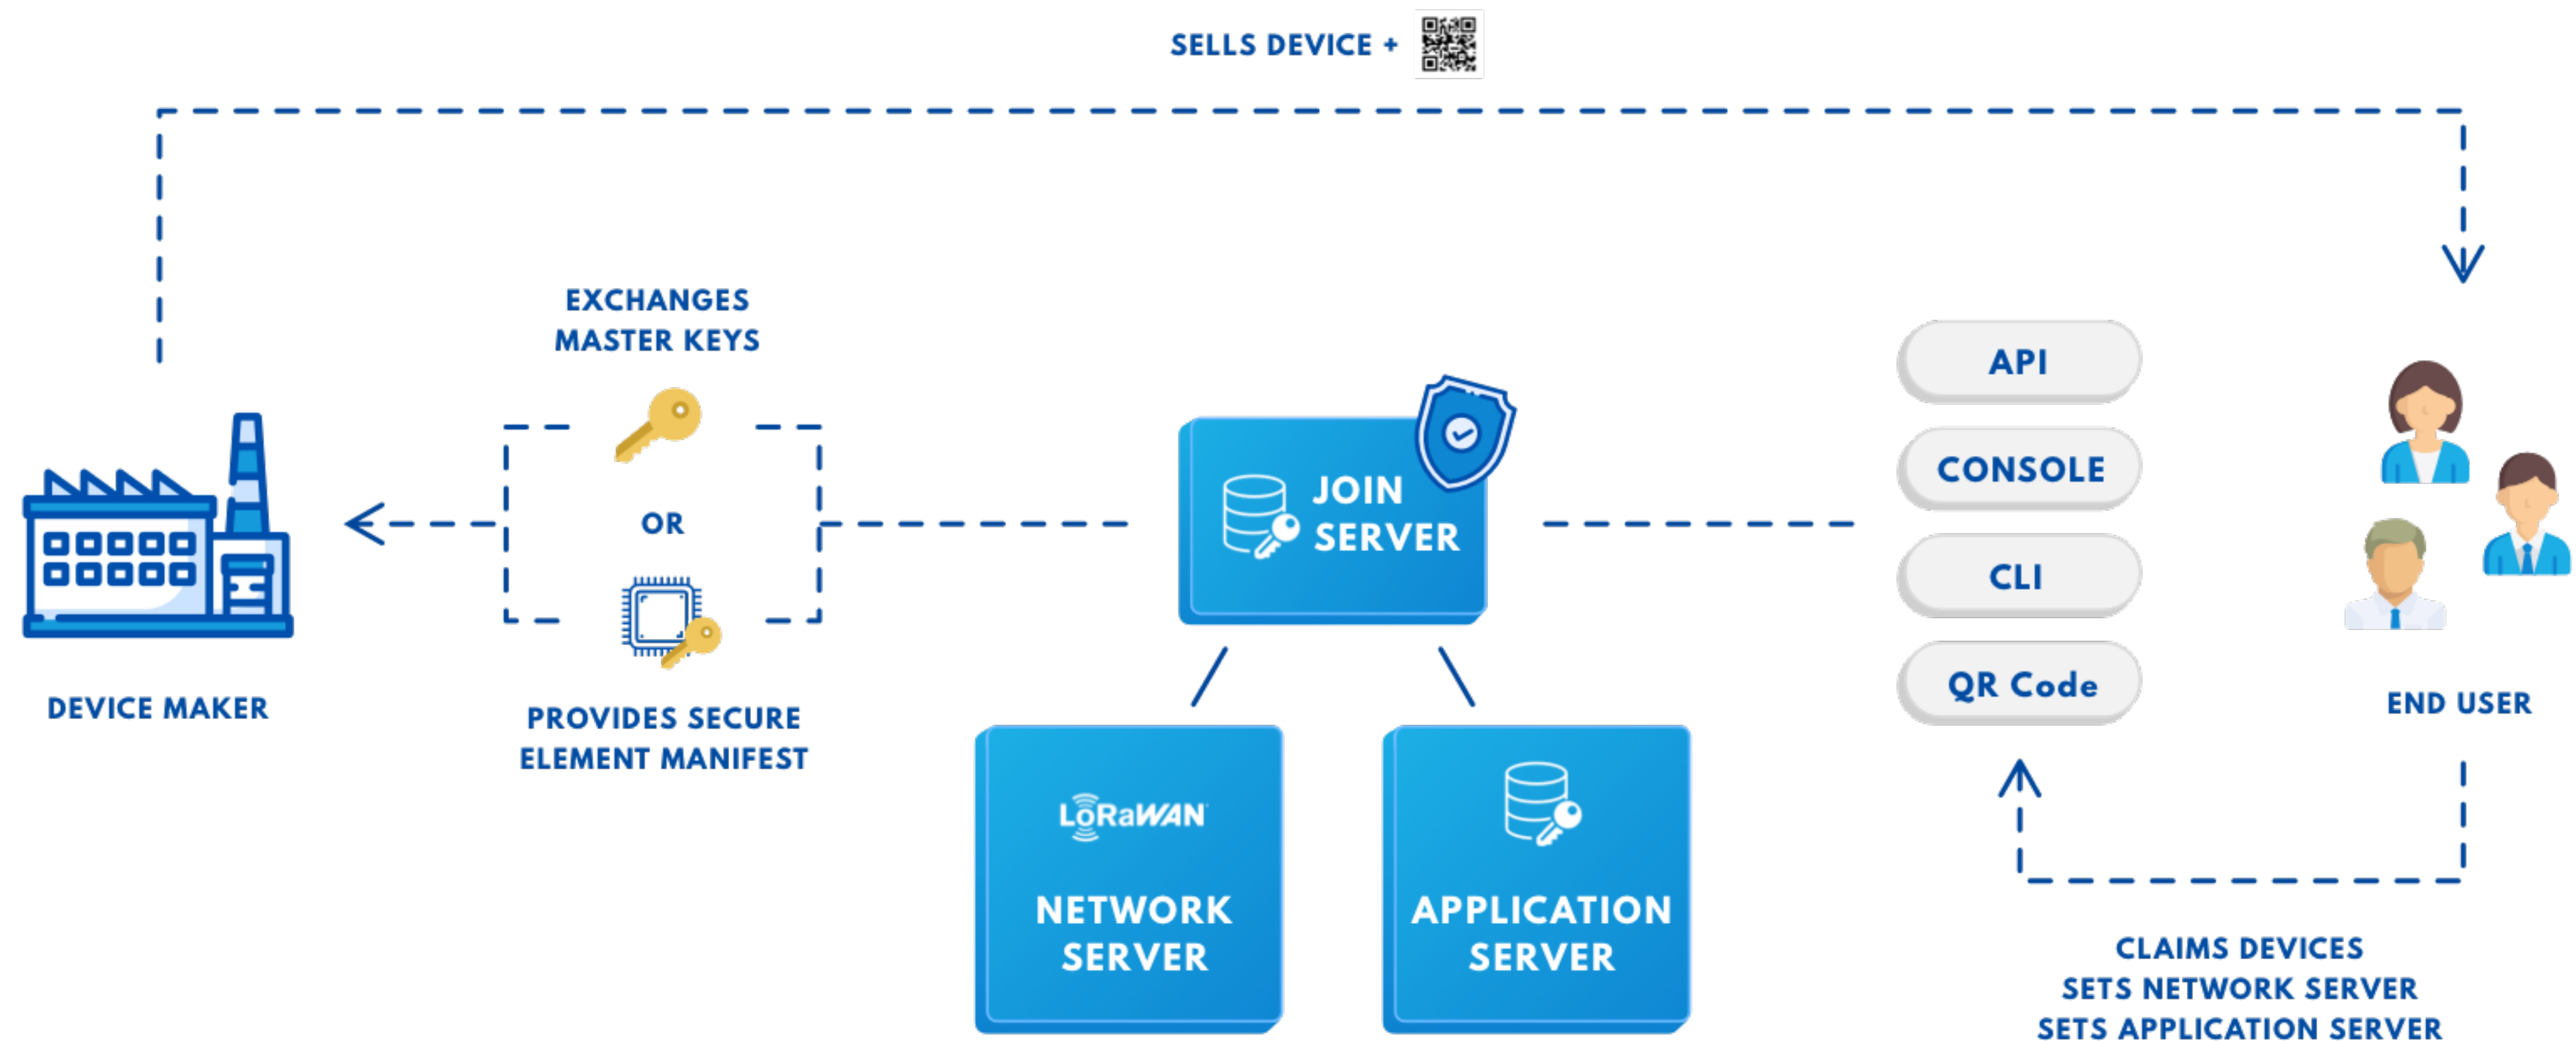 SELLS DEVICE +
EXCHANGES
MASTER KEYS
OR
PROVIDES SECURE
ELEMENT MANIFEST
DEVICE MAKER
JOIN
SERVER
LoRaWAN
NETWORK
SERVER
APPLICATION
SERVER
API
CONSOLE
CLI
QR Code
END USER
CLAIMS DEVICES
SETS NETWORK SERVER
SETS APPLICATION SERVER